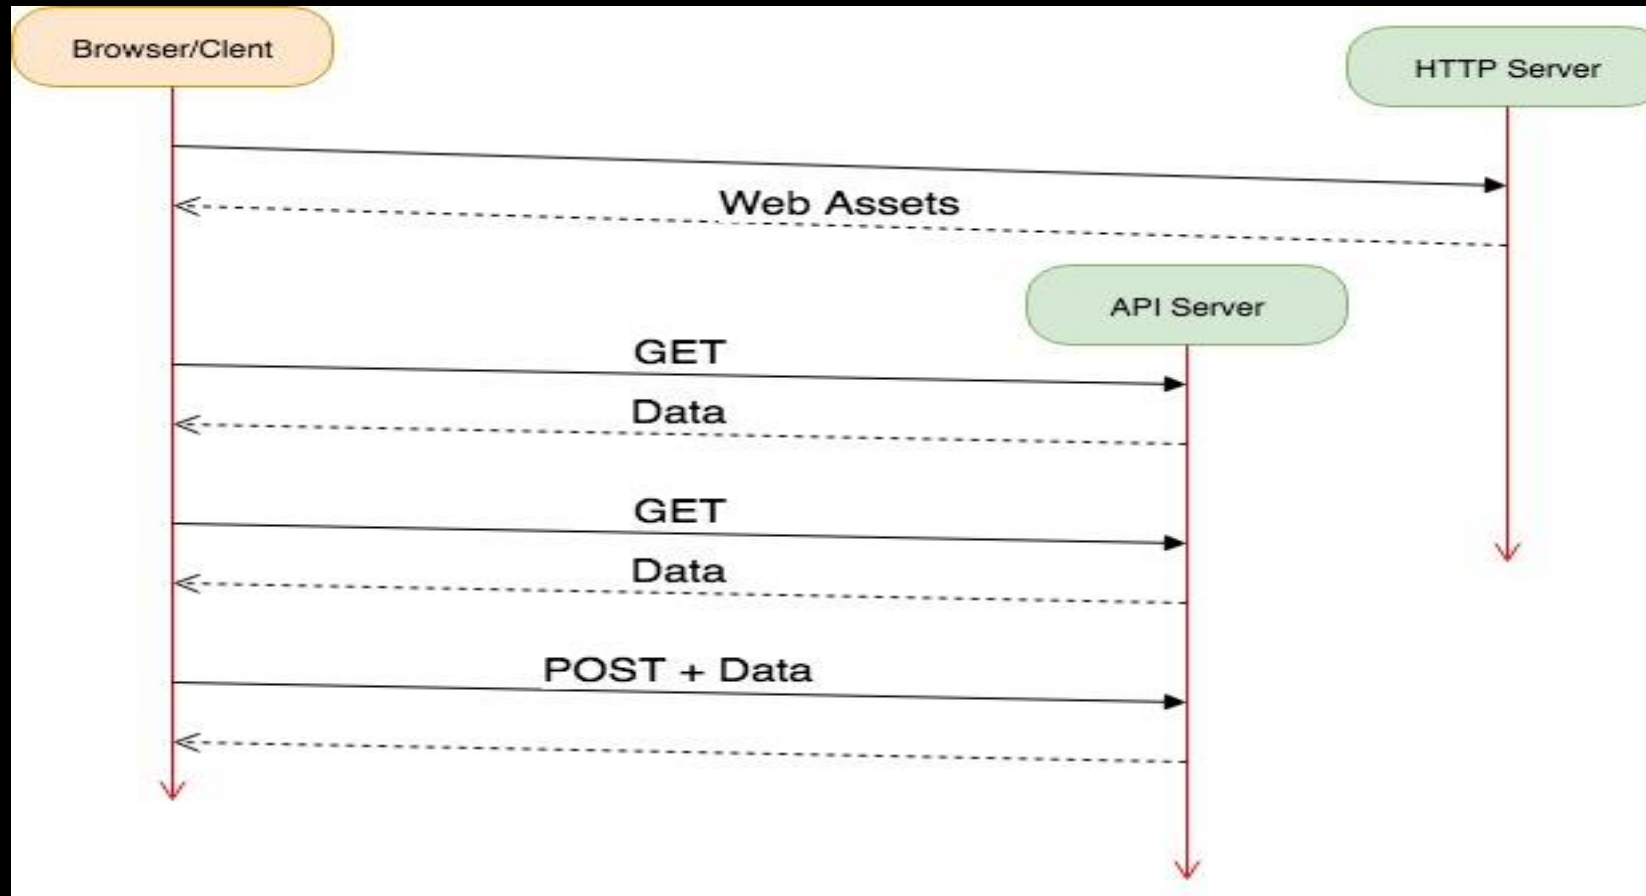 Browser/Clent
HTTP Server
Web Assets
API Server
GET
Data
GET
Data
POST + Data